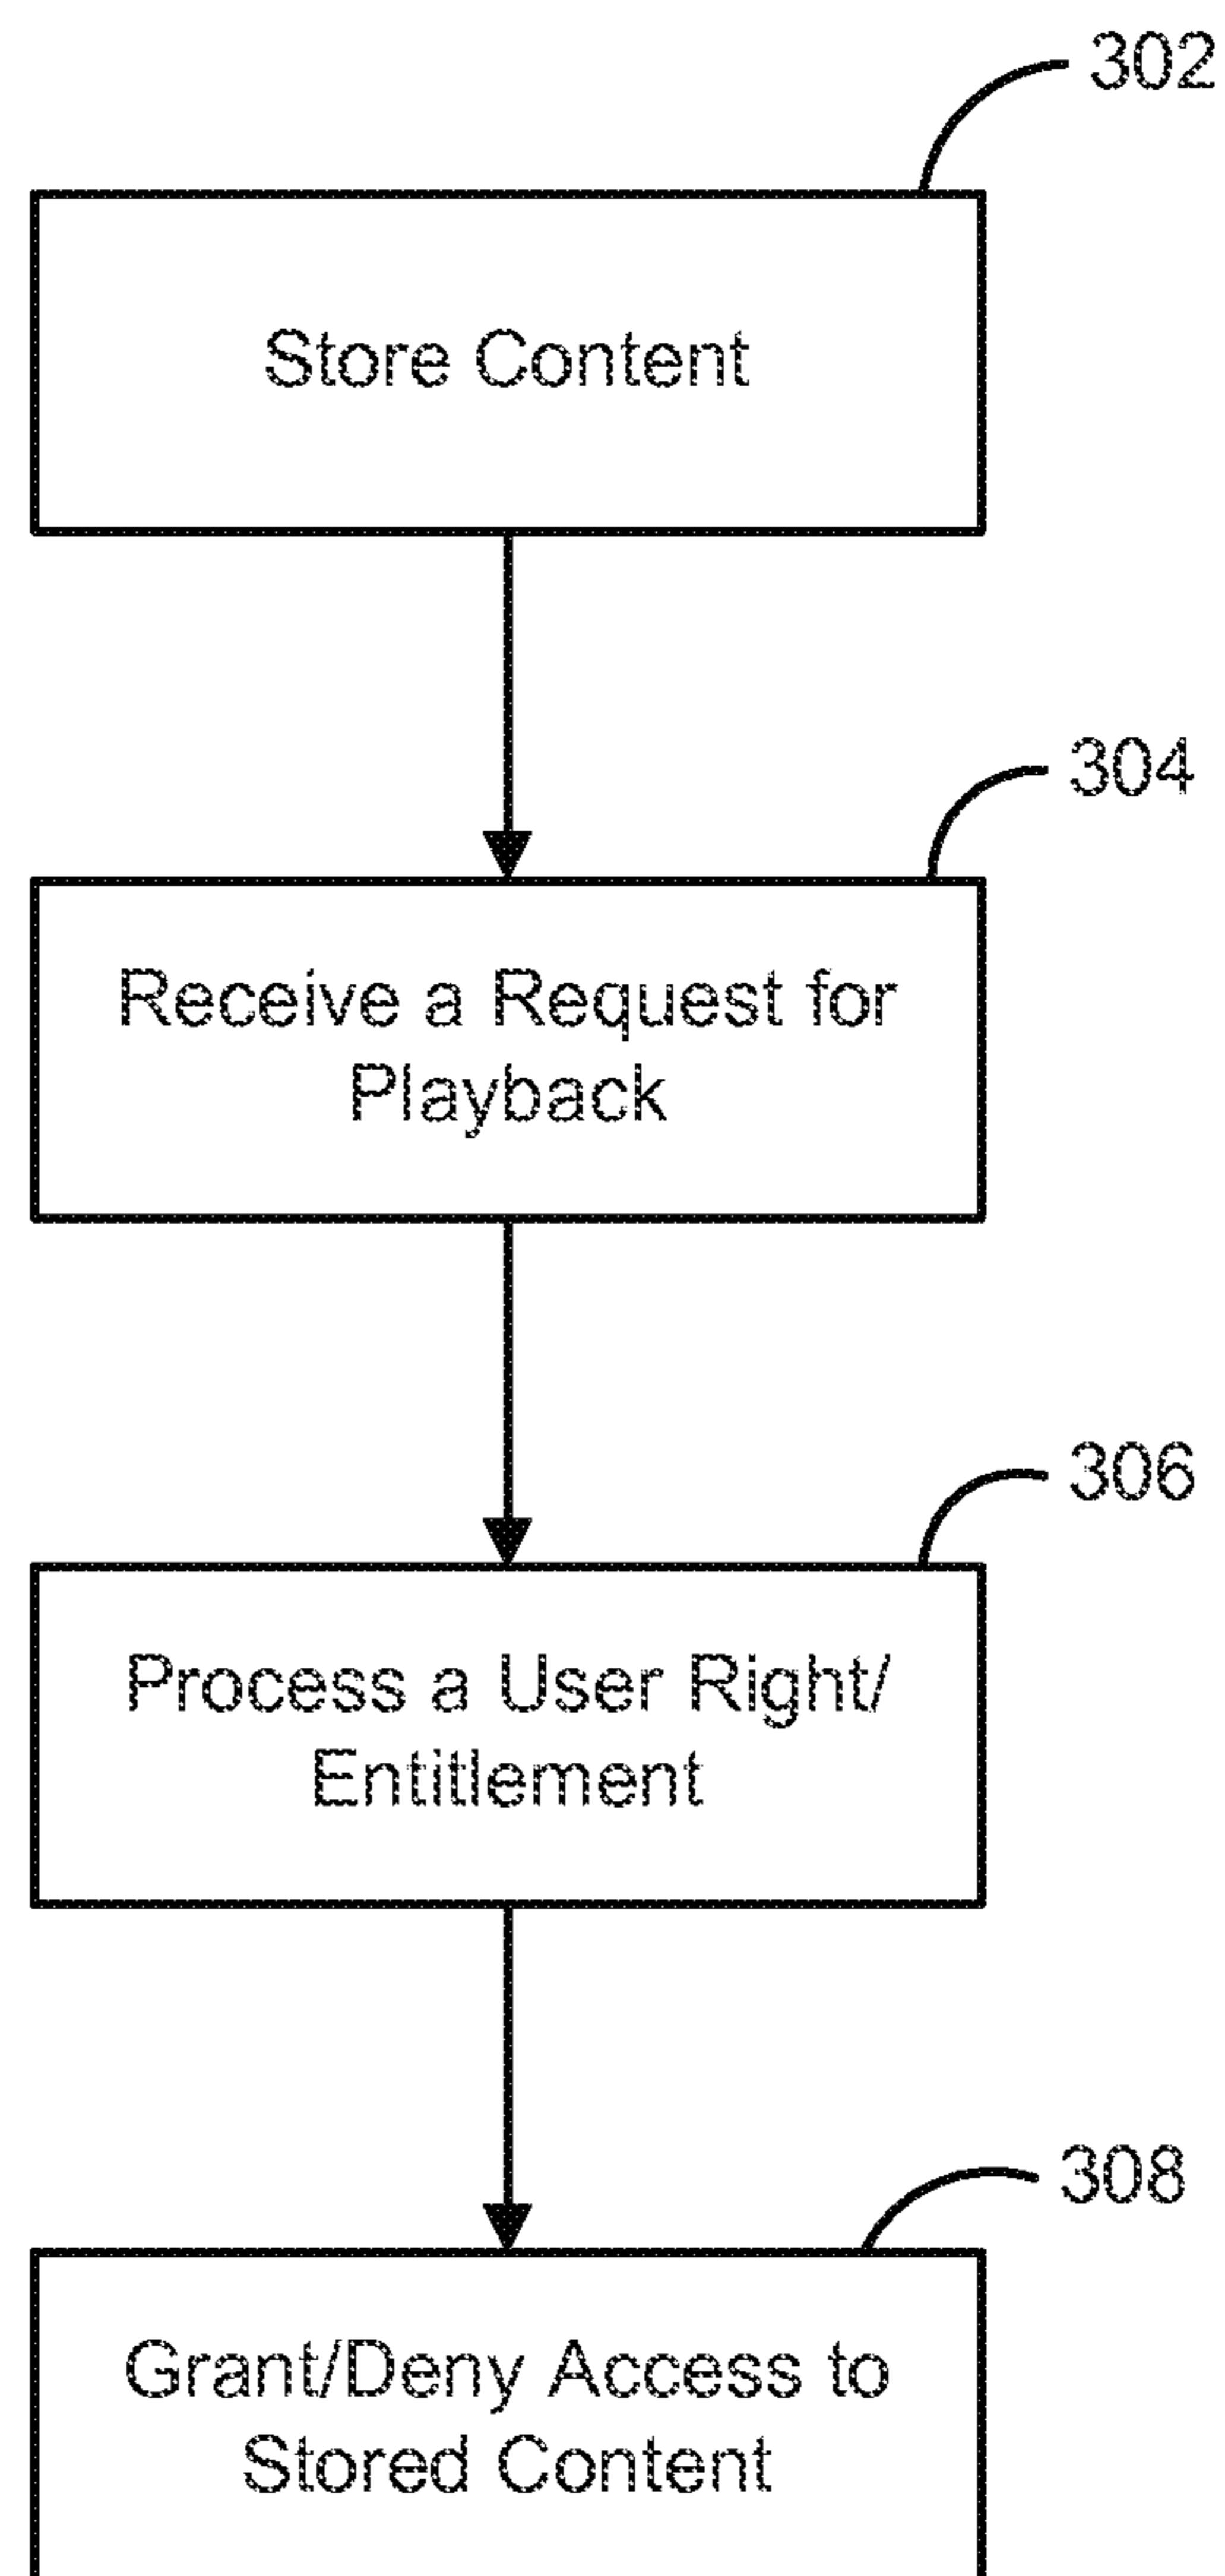 302
Store Content
304
Receive a Request for
Playback
306
Process a User Right/
Entitlement
308
Grant/Deny Access to
Stored Content